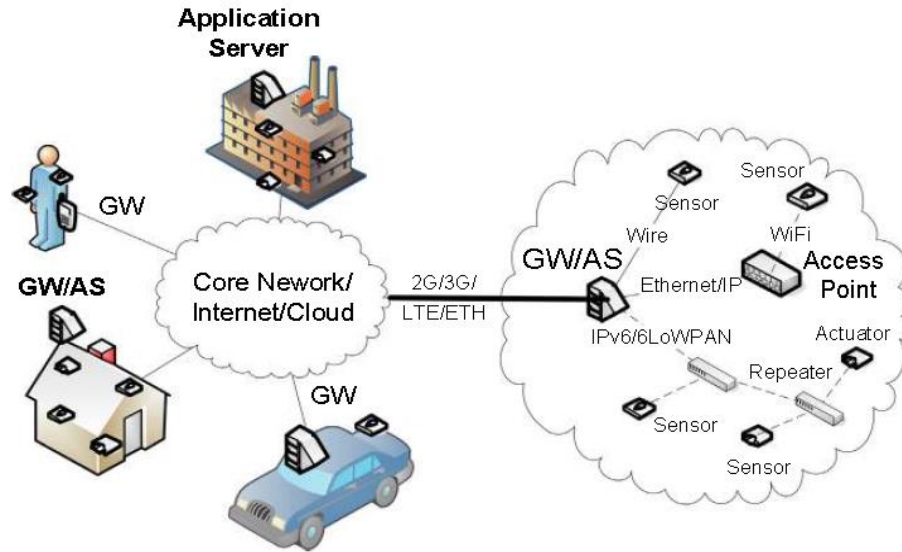 Application
Server
GW
GW/AS
Core Nework/
Internet/Cloud
GW
2G/3G/
LTE/ETH
GW/AS
Sensor
Wire
Sensor
WiFi
Ethernet/IP
Access
Point
IPv6/6LoWPAN
Actuator
Repeater
Sensor
Sensor